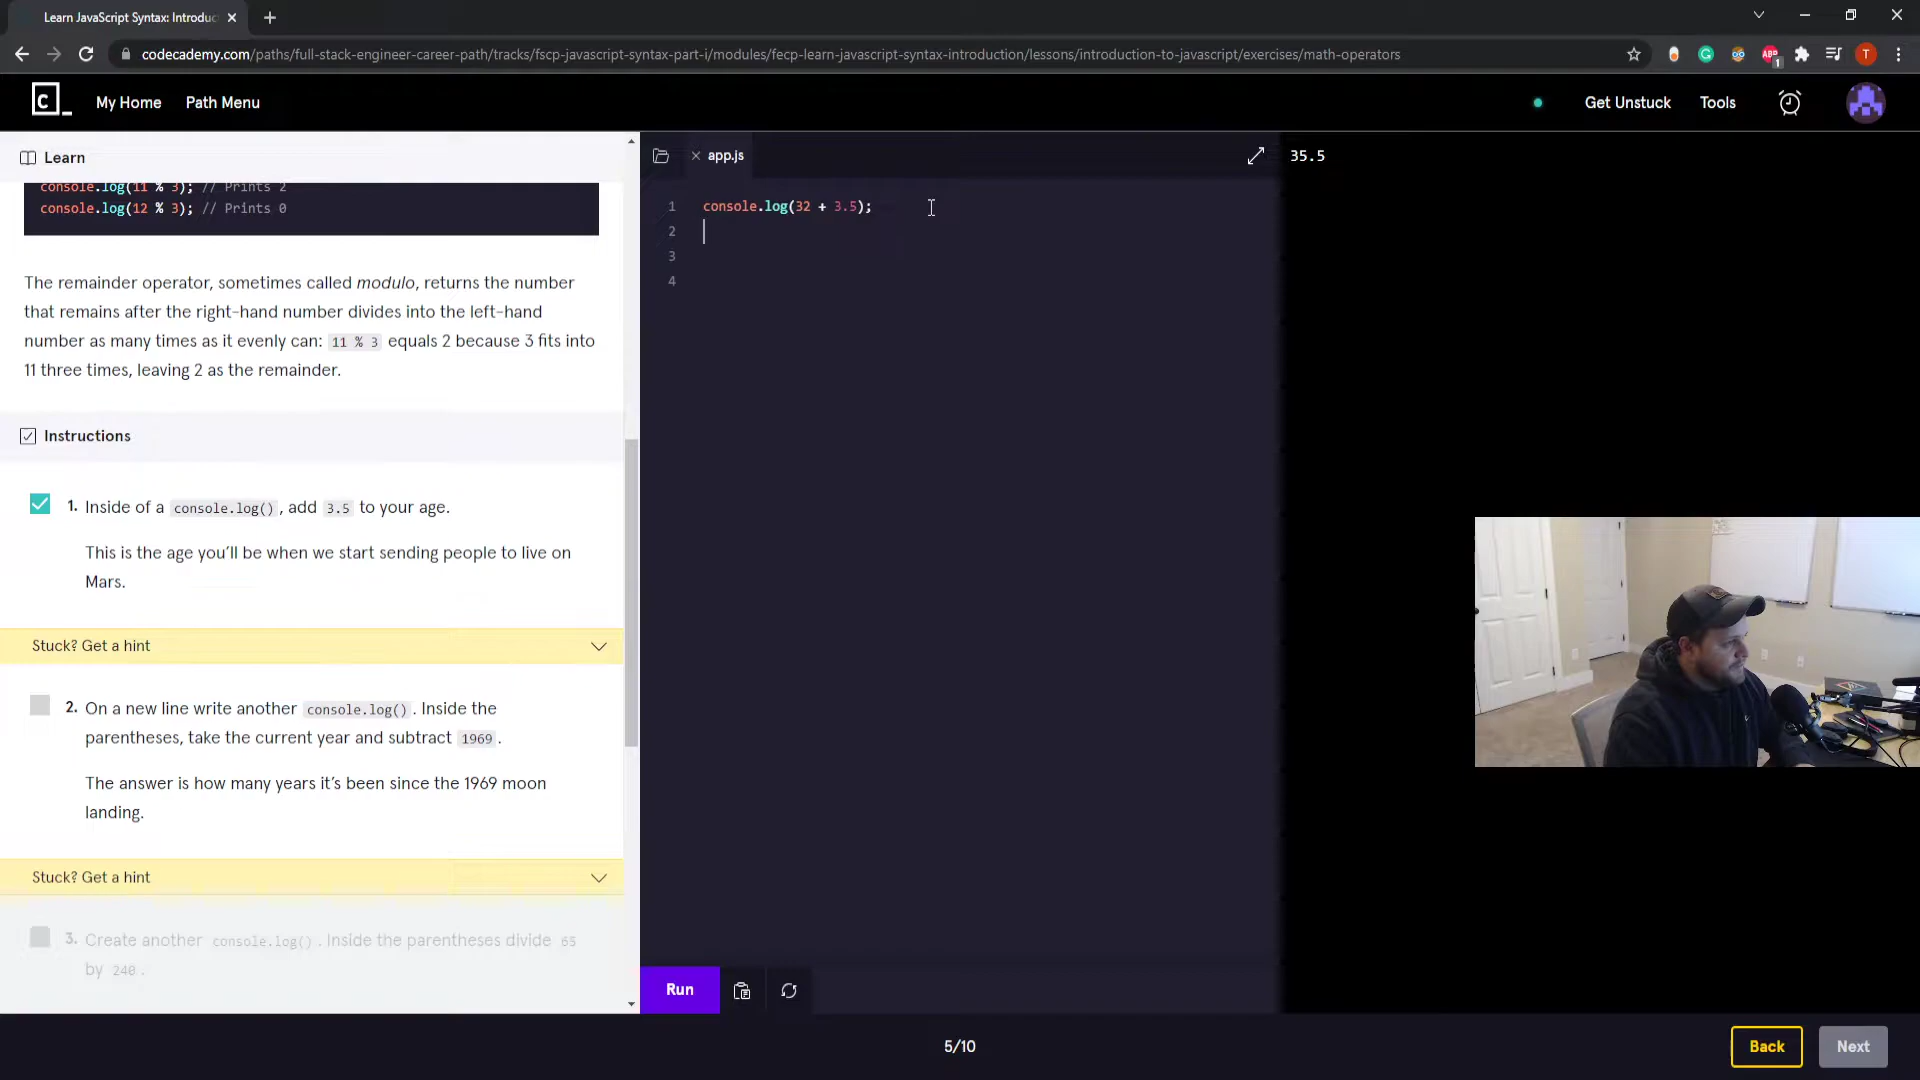 Learn JavaScript Syntax: Introduc
codecademy.com/paths/full-stack-engineer-career-path/tracks/fscp-javascript-syntax-part-i/modules/fecp-learn-javascript-syntax-introduction/lessons/introduction-to-javascript/exercises/math-operators
ABP
1
T
C_
My Home
Path Menu
Get Unstuck
Tools
Learn
console.log(11 % 3); // Prints 2
console.log(12 % 3); // Prints 0
The remainder operator, sometimes called modulo, returns the number
that remains after the right-hand number divides into the left-hand
number as many times as it evenly can: 11 % 3 equals 2 because 3 fits into
11 three times, leaving 2 as the remainder.
Instructions
1. Inside of a console.log(), add 3.5 to your age.
This is the age you’ll be when we start sending people to live on
Mars.
Stuck? Get a hint
2. On a new line write another console.log(). Inside the
parentheses, take the current year and subtract 1969.
The answer is how many years it’s been since the 1969 moon
landing.
Stuck? Get a hint
3. Create another console.log(). Inside the parentheses divide 65
by 240.
app.js
1 console.log(32 + 3.5);
2
3
4
Run
35.5
5/10
Back
Next